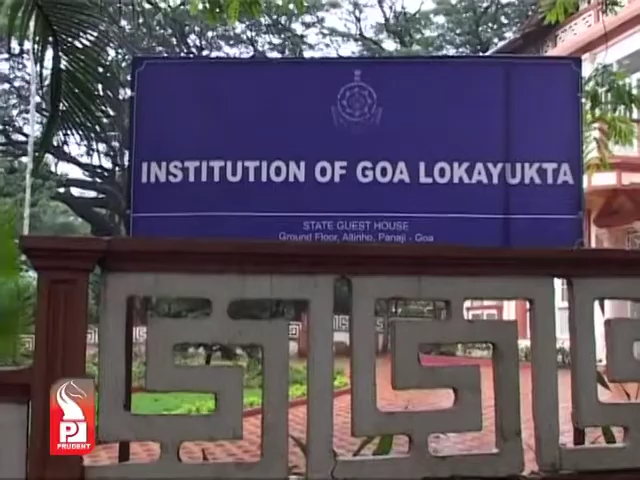 INSTITUTION OF GOA LOKAYUKTA
STATE GUEST HOUSE
Ground Floor, Altinho, Panaji - Goa
P
PRUDENT